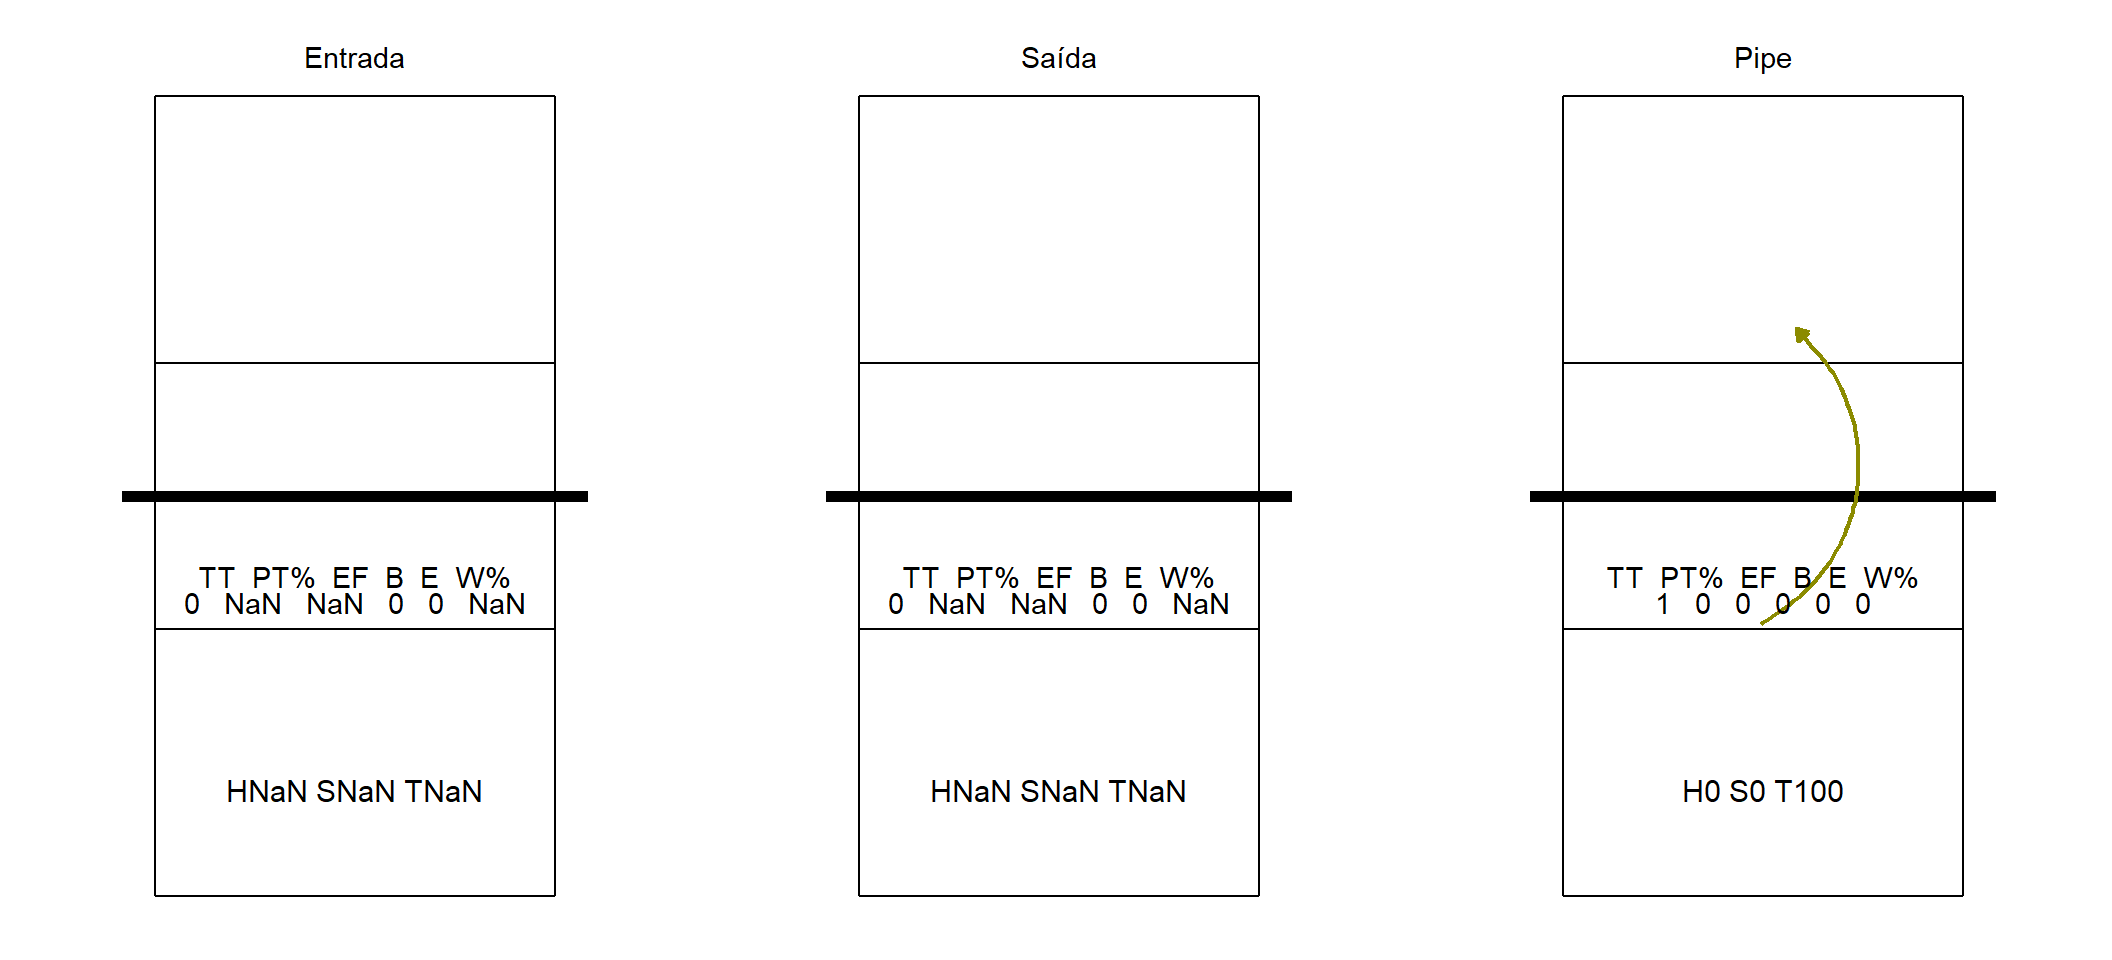 Entrada
TT PT% EF B E W%
0 NaN NaN 0 0 NaN
HNaN SNaN TNaN
Saída
TT PT% EF B E W%
0 NaN NaN 0 0 NaN
HNaN SNaN TNaN
Pipe
TT PT% EF B E W%
1 0 0 0 0 0
H0 S0 T100